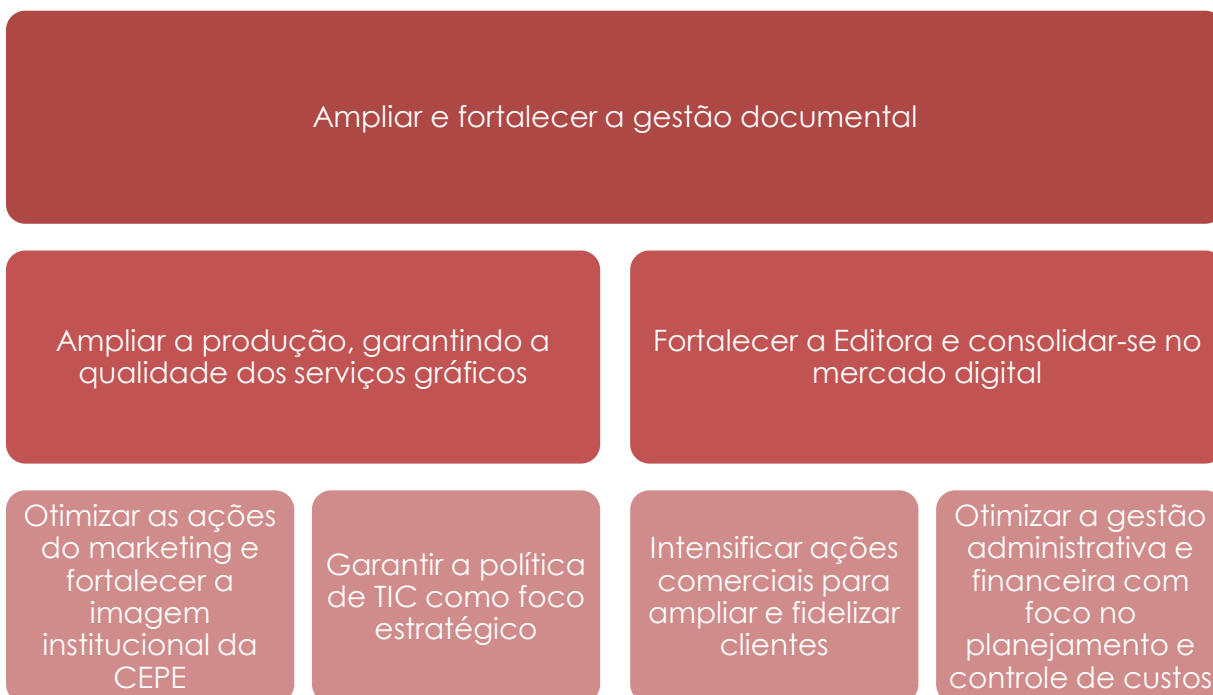 Ampliar e fortalecer a gestão documental
Ampliar a produção, garantindo a
qualidade dos serviços gráficos
Fortalecer a Editora e consolidar-se no
mercado digital
Otimizar as ações
do marketing e
fortalecer a
imagem
institucional da
CEPE
Garantir a política
de TIC como foco
estratégico
Intensificar ações
comerciais para
ampliar e fidelizar
clientes
Otimizar a gestão
administrativa e
financeira com
foco no
planejamento e
controle de custos